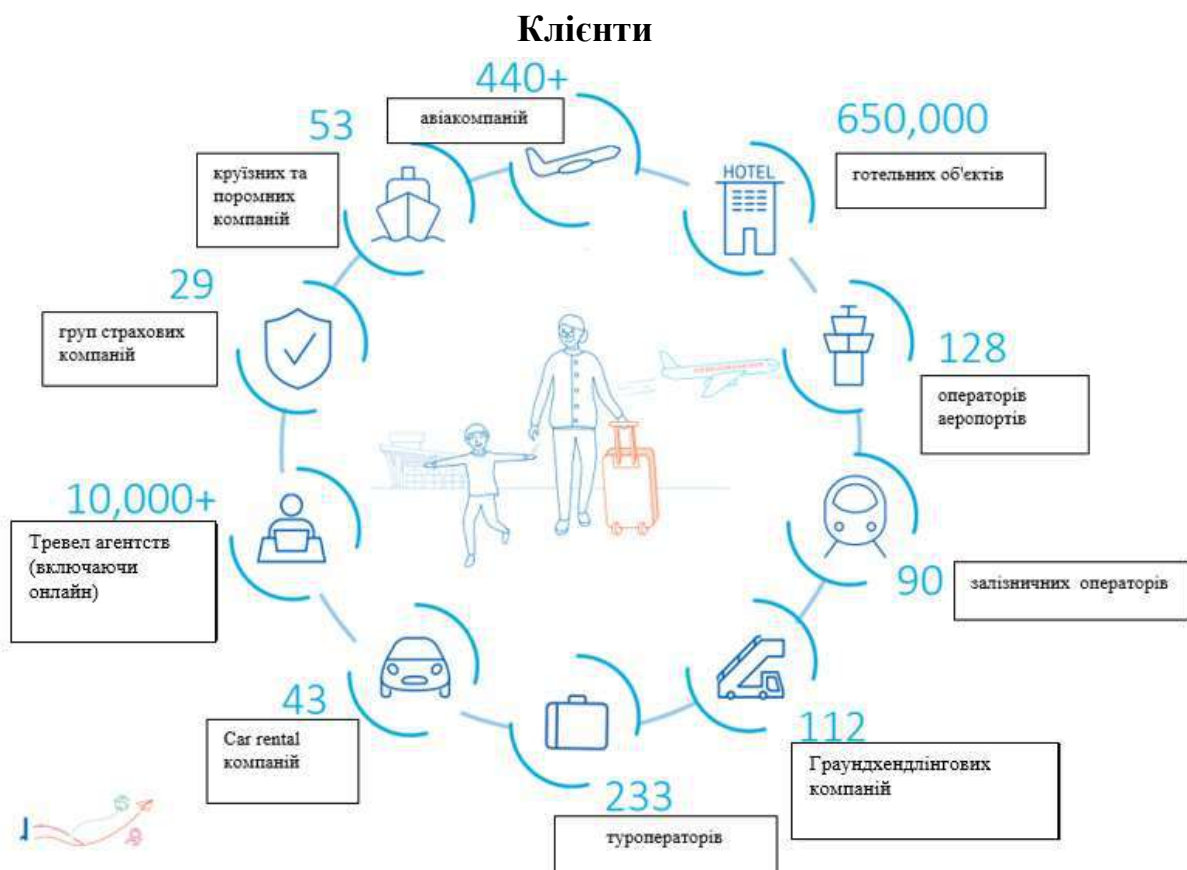 Клієнти
440+
авіакомпаній
650,000
HOTEL
готельних об'єктів
128
операторів
аеропортів
90
залізничних операторів
112
Граундхендлінгових
компаній
233
туроператорів
43
Car rental
компаній
10,000+
Тревел агентств
(включаючи
онлайн)
29
груп страхових
компаній
53
круїзних та
поромних
компаній